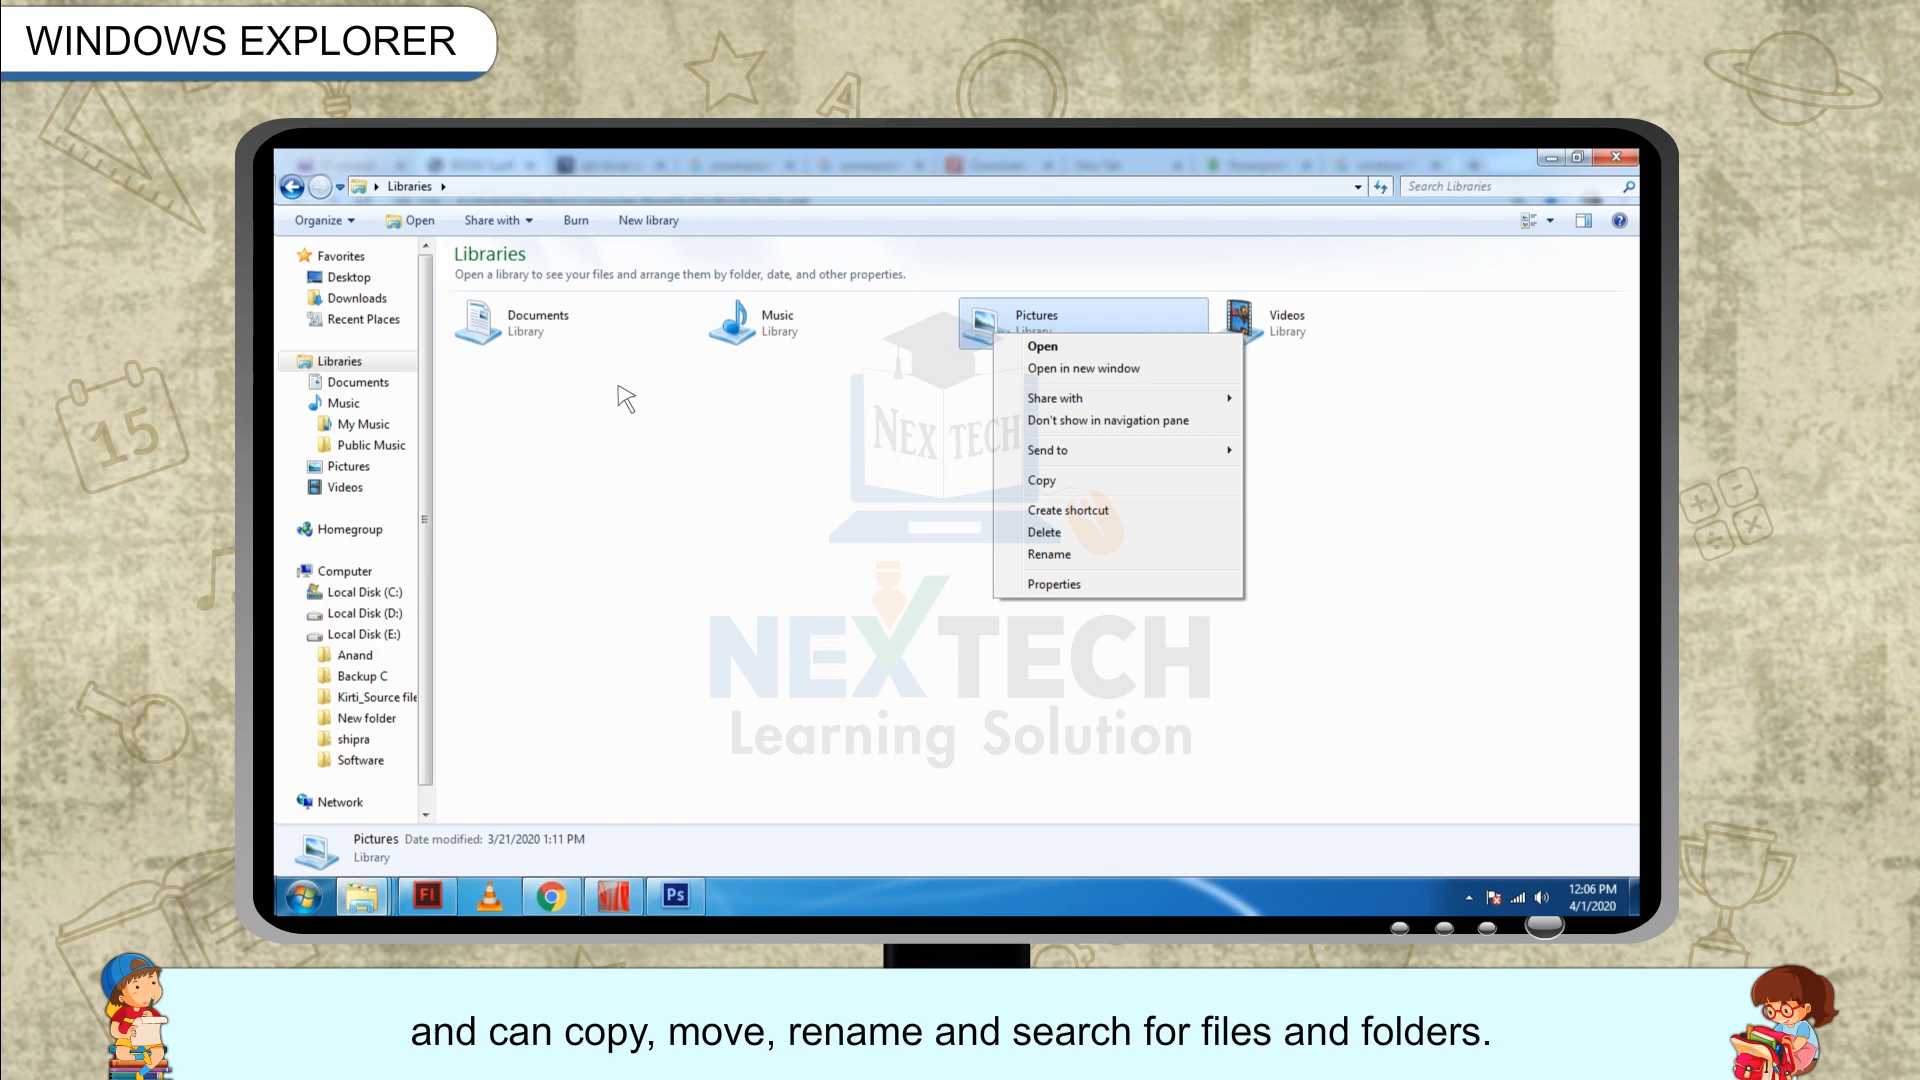 WINDOWS EXPLORER
Libraries
Search Libraries
Organize
Open
Share with
Burn
New library
Favorites
Desktop
Downloads
Recent Places
Libraries
Documents
Music
My Music
Public Music
Pictures
Videos
Homegroup
Computer
Local Disk (C:)
Local Disk (D:)
Local Disk (E:)
Anand
Backup C
Kirti_Source file
New folder
shipra
Software
Network
Libraries
Open a library to see your files and arrange them by folder, date, and other properties.
Documents
Library
Music
Library
Pictures
Library
Videos
Library
Open
Open in new window
Share with
Don't show in navigation pane
Send to
Copy
Create shortcut
Delete
Rename
Properties
NEX TECH
NEXTECH
Learning Solution
Pictures Date modified: 3/21/2020 1:11 PM
Library
Fl
Ps
12:06 PM
4/1/2020
15
A
and can copy, move, rename and search for files and folders.